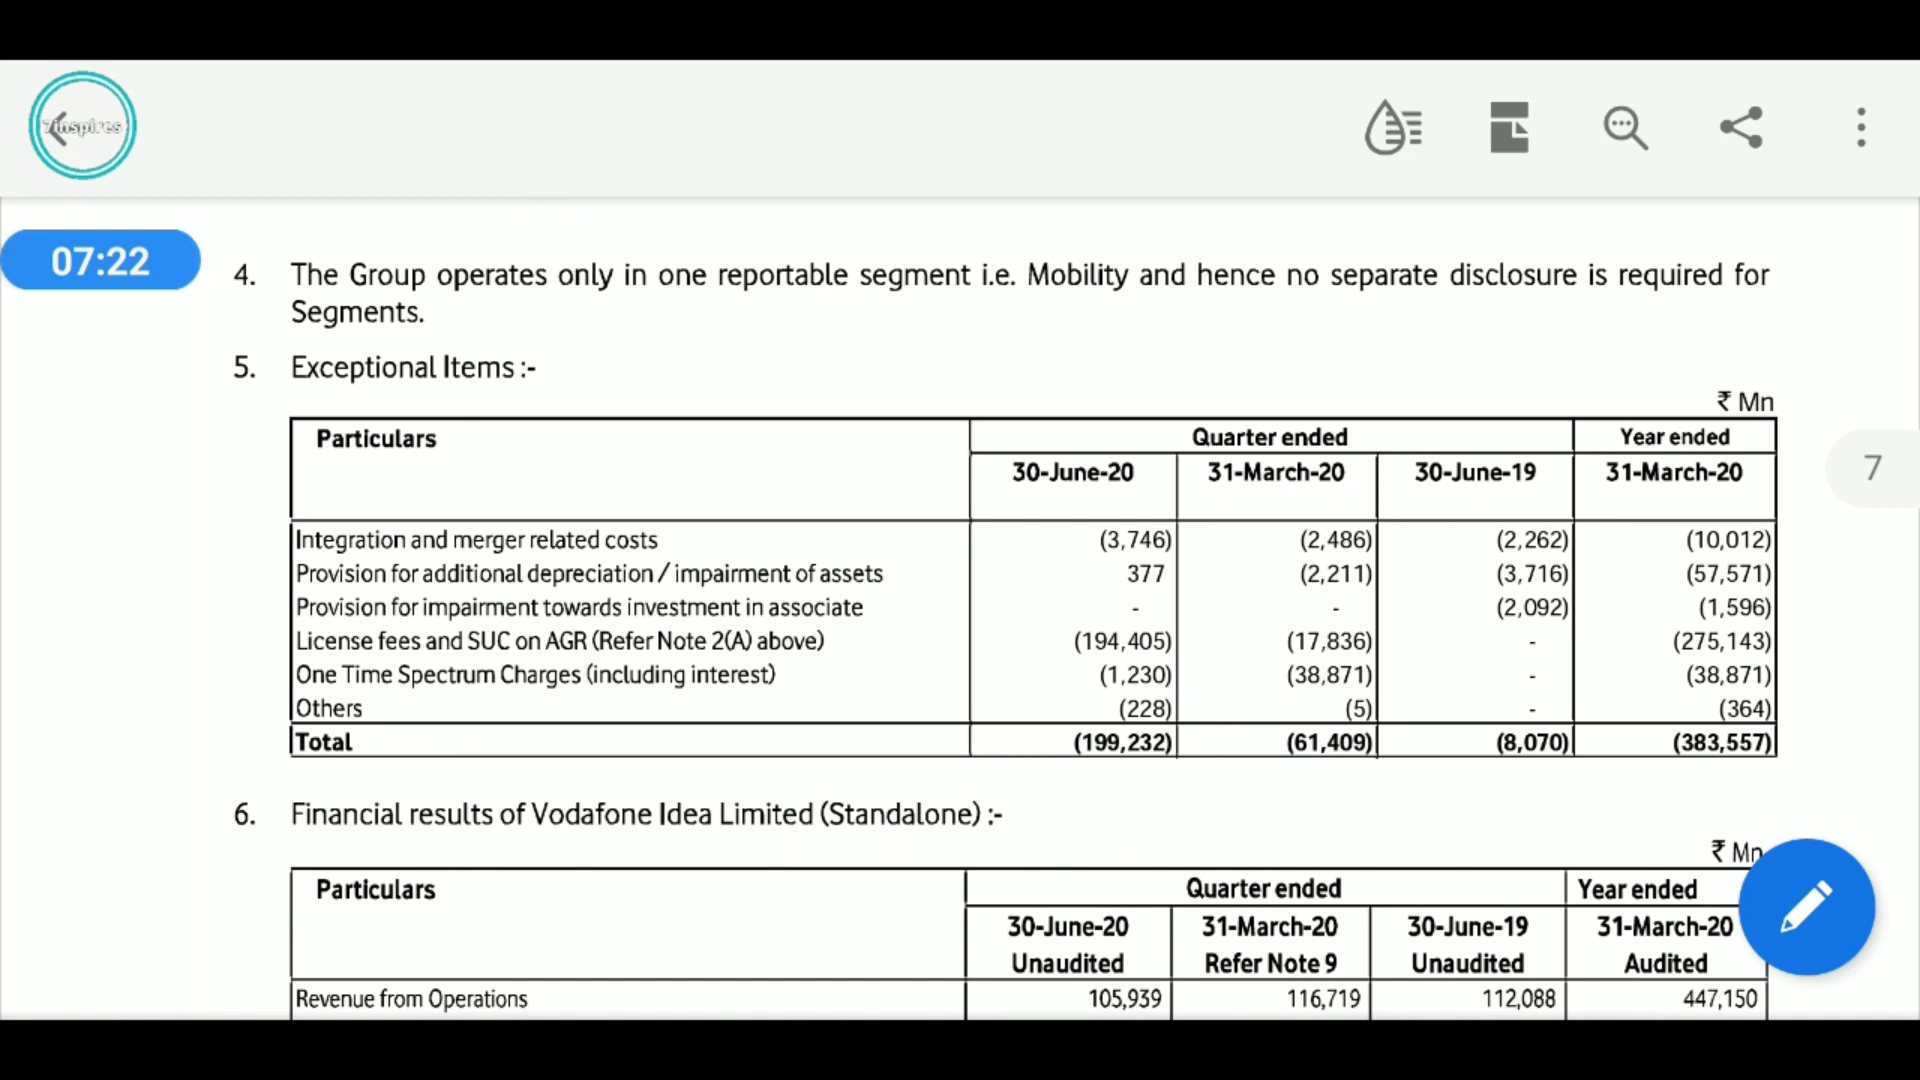 7inspires
07:22
4. The Group operates only in one reportable segment i.e. Mobility and hence no separate disclosure is required for
Segments.
5. Exceptional Items :-
₹ Mn
Particulars Quarter ended Year ended
30-June-20 31-March-20 30-June-19 31-March-20
7
Integration and merger related costs (3,746) (2,486) (2,262) (10,012)
Provision for additional depreciation / impairment of assets 377 (2,211) (3,716) (57,571)
Provision for impairment towards investment in associate - - (2,092) (1,596)
License fees and SUC on AGR (Refer Note 2(A) above) (194,405) (17,836) - (275,143)
One Time Spectrum Charges (including interest) (1,230) (38,871) - (38,871)
Others (228) (5) - (364)
Total (199,232) (61,409) (8,070) (383,557)
6. Financial results of Vodafone Idea Limited (Standalone) :-
₹ Mn
Particulars Quarter ended Year ended
30-June-20 31-March-20 30-June-19 31-March-20
Unaudited Refer Note 9 Unaudited Audited
Revenue from Operations 105,939 116,719 112,088 447,150